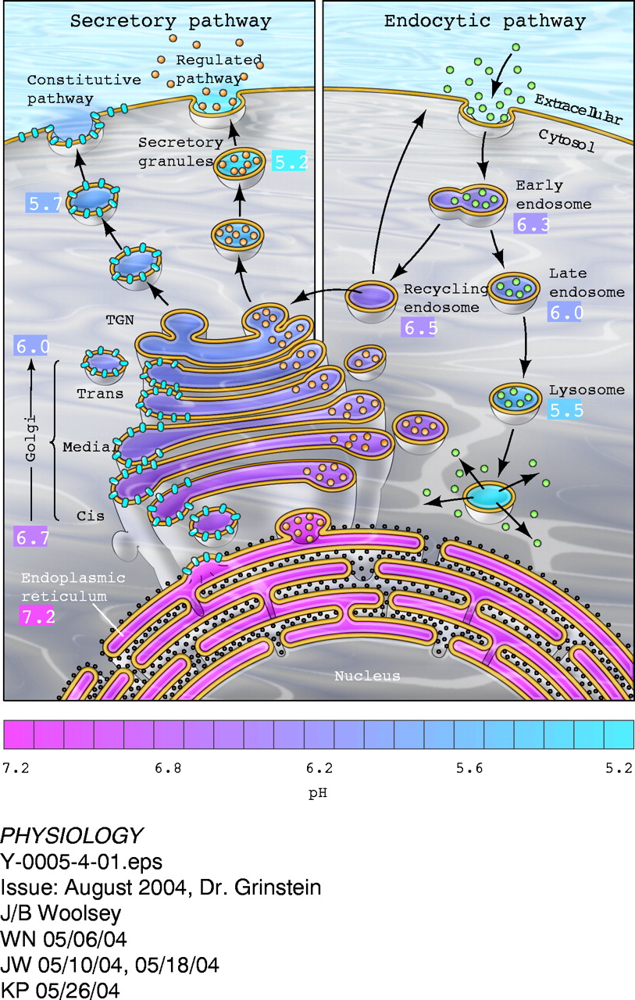 Secretory pathway
Regulated
pathway
Constitutive
pathway
Secretory
granules
5.2
5.7
TGN
6.0
Trans
Golgi
Medial
Cis
6.7
Endoplasmic
reticulum
7.2
Endocytic pathway
Extracellular
Cytosol
Early
endosome
6.3
Recycling
endosome
6.5
Late
endosome
6.0
Lysosome
5.5
Nucleus
7.2 6.8 6.2 5.6 5.2
pH
PHYSIOLOGY
Y-0005-4-01.eps
Issue: August 2004, Dr. Grinstein
J/B Woolsey
WN 05/06/04
JW 05/10/04, 05/18/04
KP 05/26/04